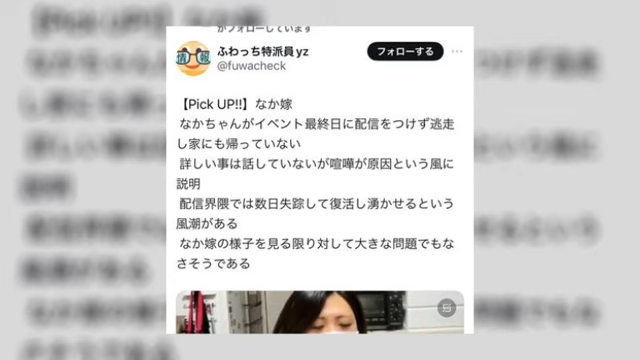 がフォローしています
ふわっち特派員yz
フォローする
@fuwacheck
情報
【Pick UP!!】なか嫁
なかちゃんがイベント最終日に配信をつけず逃走
し家にも帰っていない
詳しい事は話していないが喧嘩が原因という風に
説明
配信界隈では数日失踪して復活し湧かせるという
風潮がある
なか嫁の様子を見る限り対して大きな問題でもな
さそうである